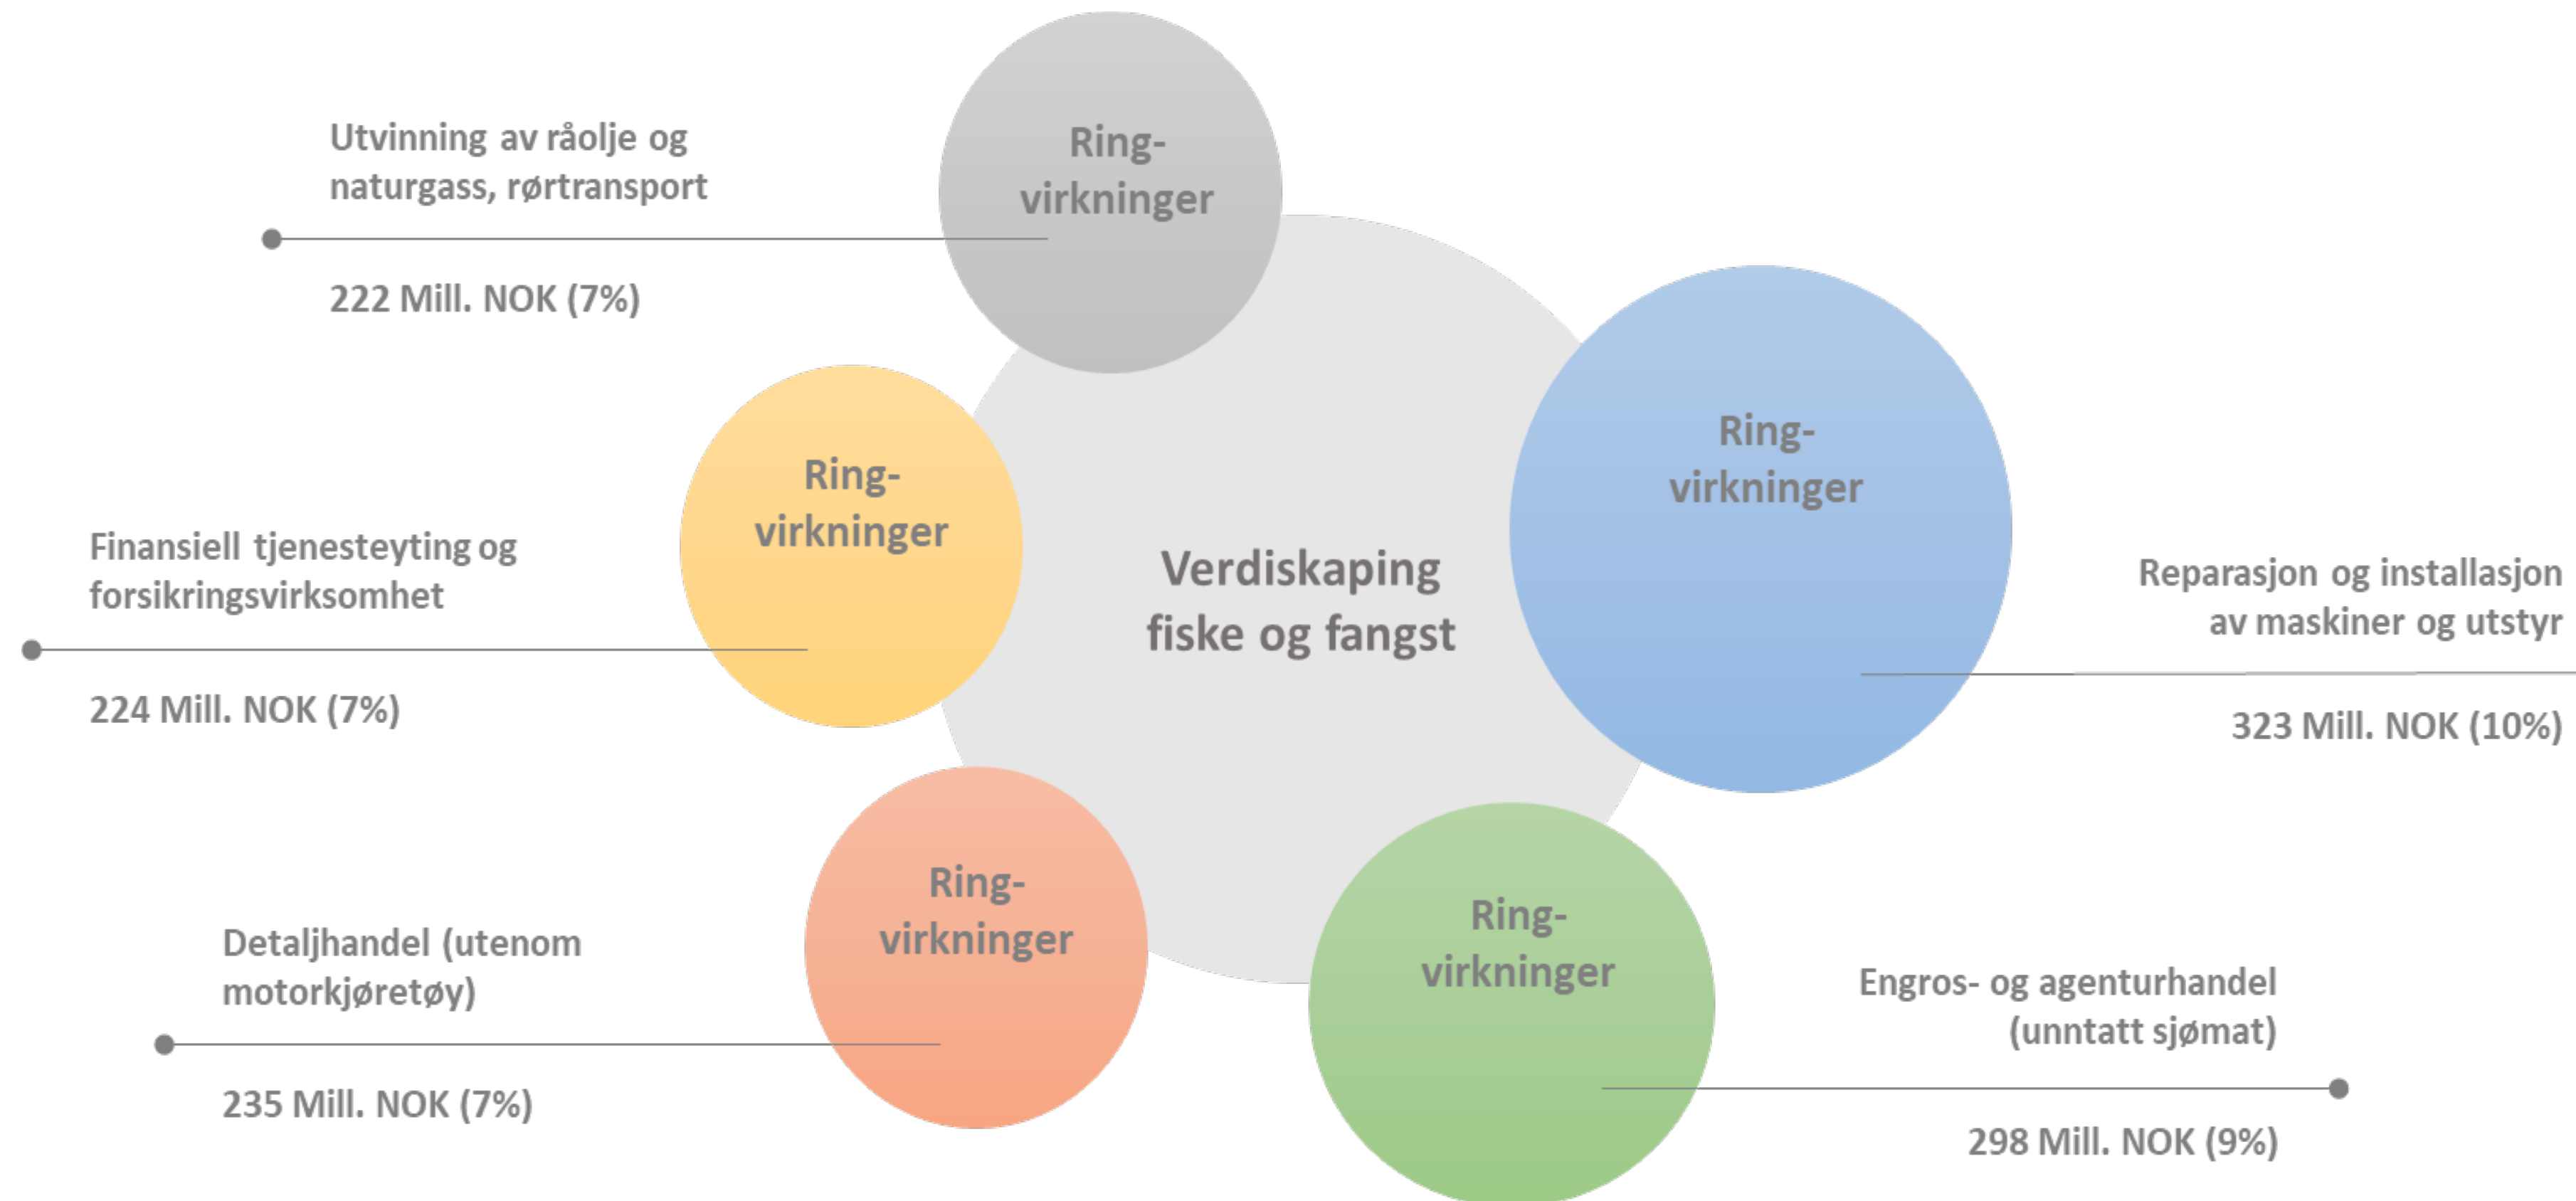 Utvinning av råolje og
naturgass, rørtransport
222 Mill. NOK (7%)
Ring-
virkninger
Finansiell tjenesteyting og
forsikringsvirksomhet
224 Mill. NOK (7%)
Ring-
virkninger
Verdiskaping
fiske og fangst
Ring-
virkninger
Reparasjon og installasjon
av maskiner og utstyr
323 Mill. NOK (10%)
Detaljhandel (utenom
motorkjøretøy)
235 Mill. NOK (7%)
Ring-
virkninger
Ring-
virkninger
Engros- og agenturhandel
(unntatt sjømat)
298 Mill. NOK (9%)